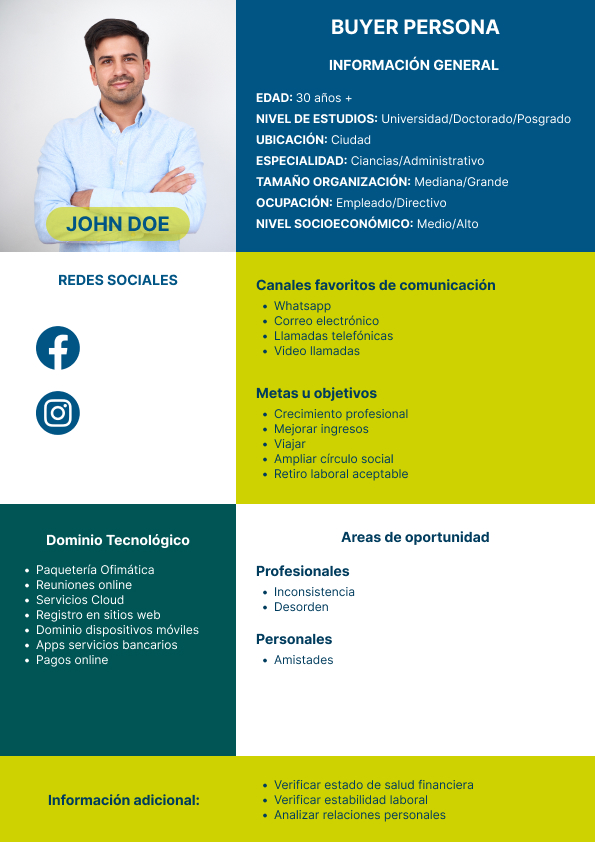 BUYER PERSONA
INFORMACIÓN GENERAL
EDAD: 30 años +
NIVEL DE ESTUDIOS: Universidad/Doctorado/Posgrado
UBICACIÓN: Ciudad
ESPECIALIDAD: Ciancias/Administrativo
TAMAÑO ORGANIZACIÓN: Mediana/Grande
OCUPACIÓN: Empleado/Directivo
NIVEL SOCIOECONÓMICO: Medio/Alto
JOHN DOE
REDES SOCIALES
Canales favoritos de comunicación
• Whatsapp
• Correo electrónico
• Llamadas telefónicas
• Video llamadas
Metas u objetivos
• Crecimiento profesional
• Mejorar ingresos
• Viajar
• Ampliar círculo social
• Retiro laboral aceptable
Dominio Tecnológico
• Paquetería Ofimática
• Reuniones online
• Servicios Cloud
• Registro en sitios web
• Dominio dispositivos móviles
• Apps servicios bancarios
• Pagos online
Areas de oportunidad
Profesionales
• Inconsistencia
• Desorden
Personales
• Amistades
Información adicional:
• Verificar estado de salud financiera
• Verificar estabilidad laboral
• Analizar relaciones personales